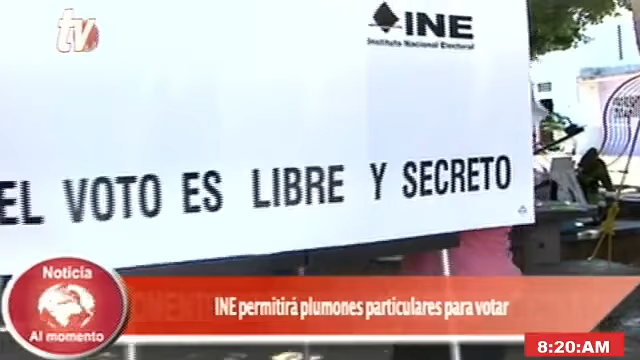 tv
INE
Instituto Nacional Electoral
EL VOTO ES LIBRE Y SECRETO
Noticia
Al momento
INE permitirá plumones particulares para votar
8:20:AM